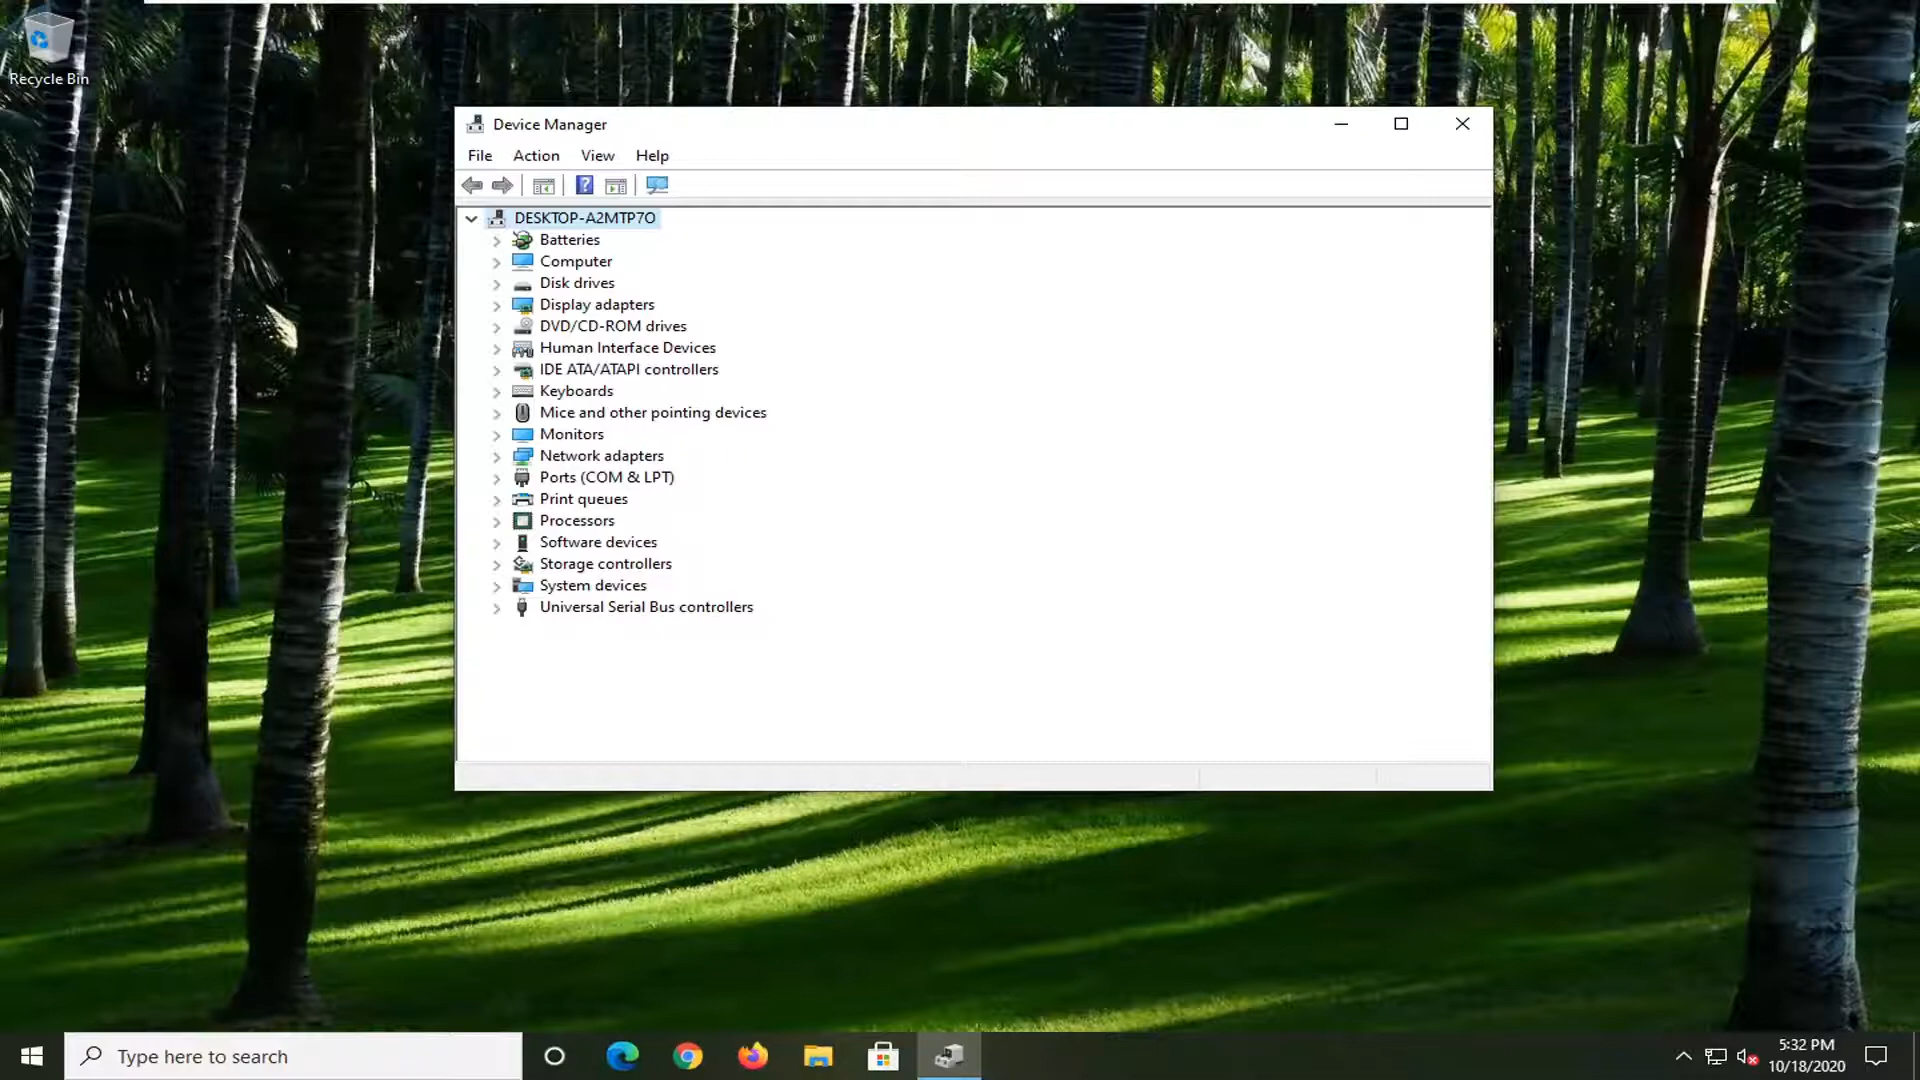 Recycle Bin
Device Manager
File Action View Help
DESKTOP-A2MTP7O
Batteries
Computer
Disk drives
Display adapters
DVD/CD-ROM drives
Human Interface Devices
IDE ATA/ATAPI controllers
Keyboards
Mice and other pointing devices
Monitors
Network adapters
Ports (COM & LPT)
Print queues
Processors
Software devices
Storage controllers
System devices
Universal Serial Bus controllers
Type here to search
5:32 PM
10/18/2020